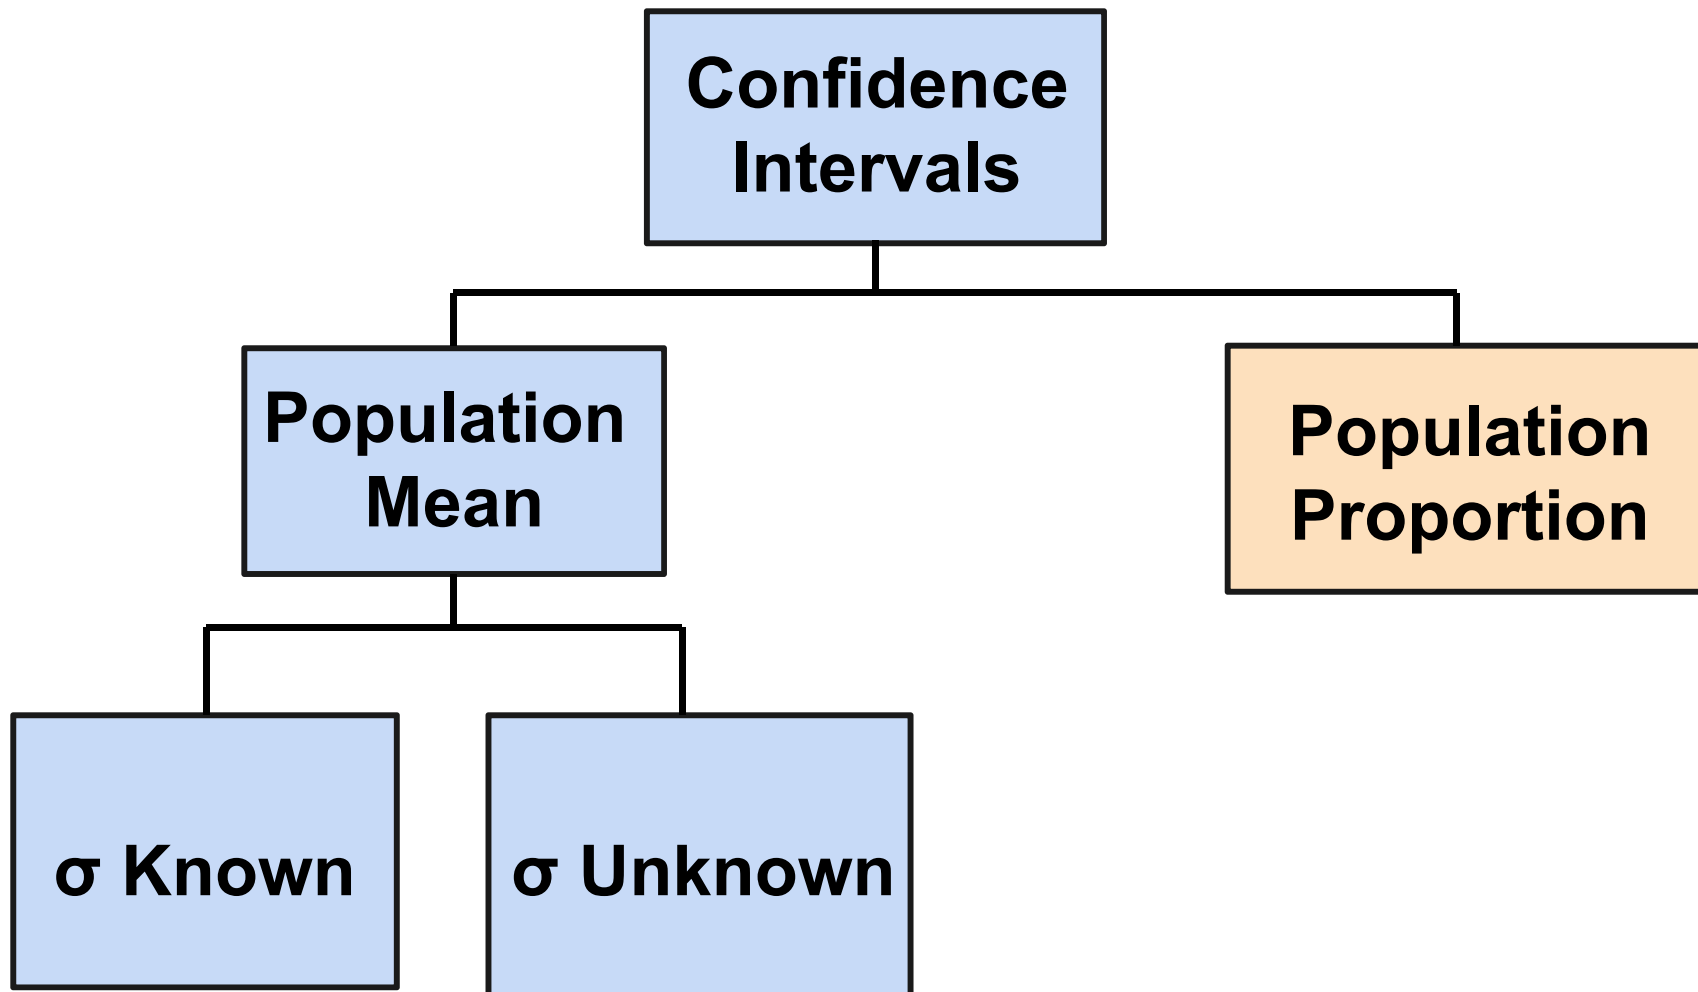 Confidence
Intervals
Population
Mean
Population
Proportion
σ Known
σ Unknown